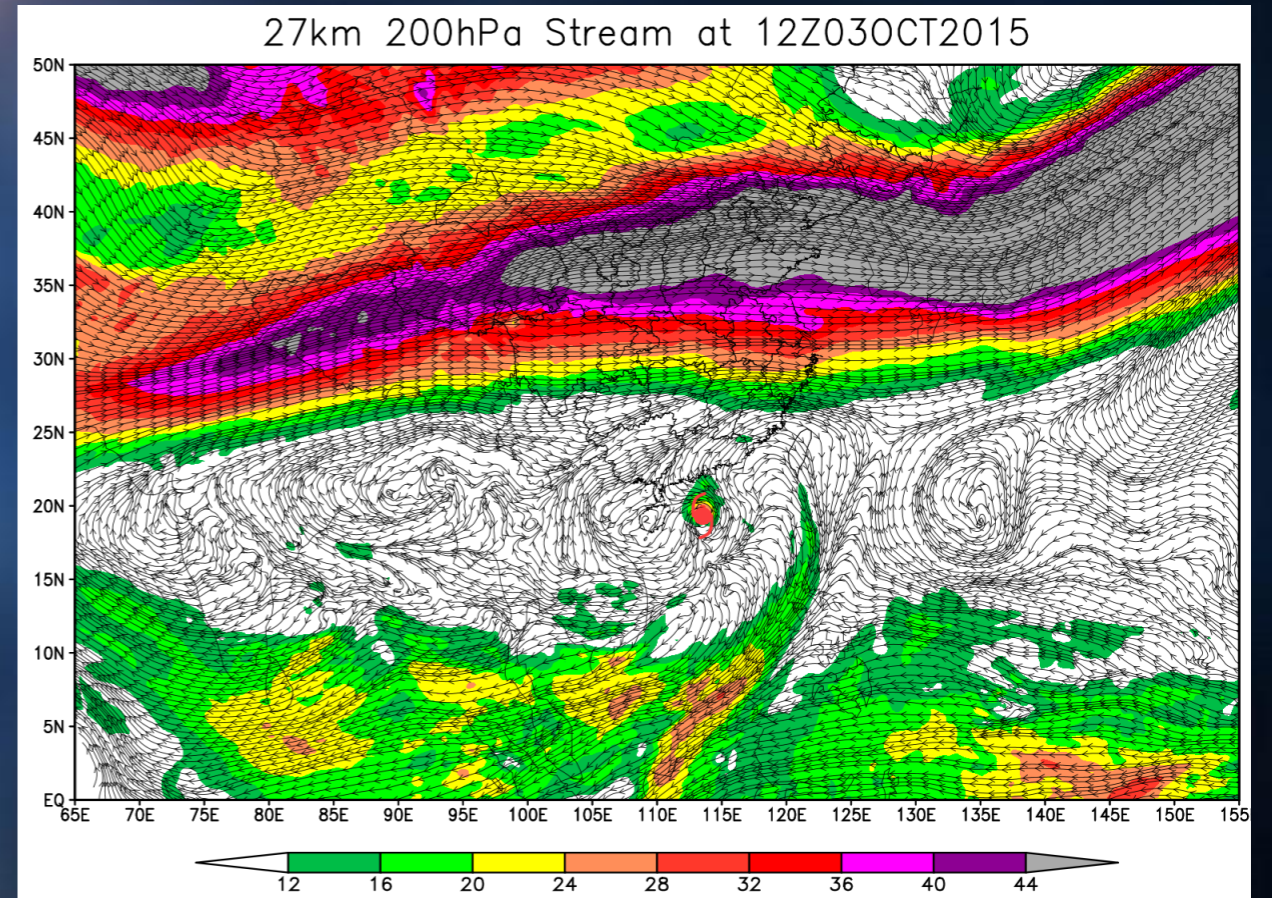 27km 200hPa Stream at 12Z03OCT2015
50N
45N
40N
35N
30N
25N
20N
15N
10N
5N
EQ
65E 70E 75E 80E 85E 90E 95E 100E 105E 110E 115E 120E 125E 130E 135E 140E 145E 150E 155
12 16 20 24 28 32 36 40 44